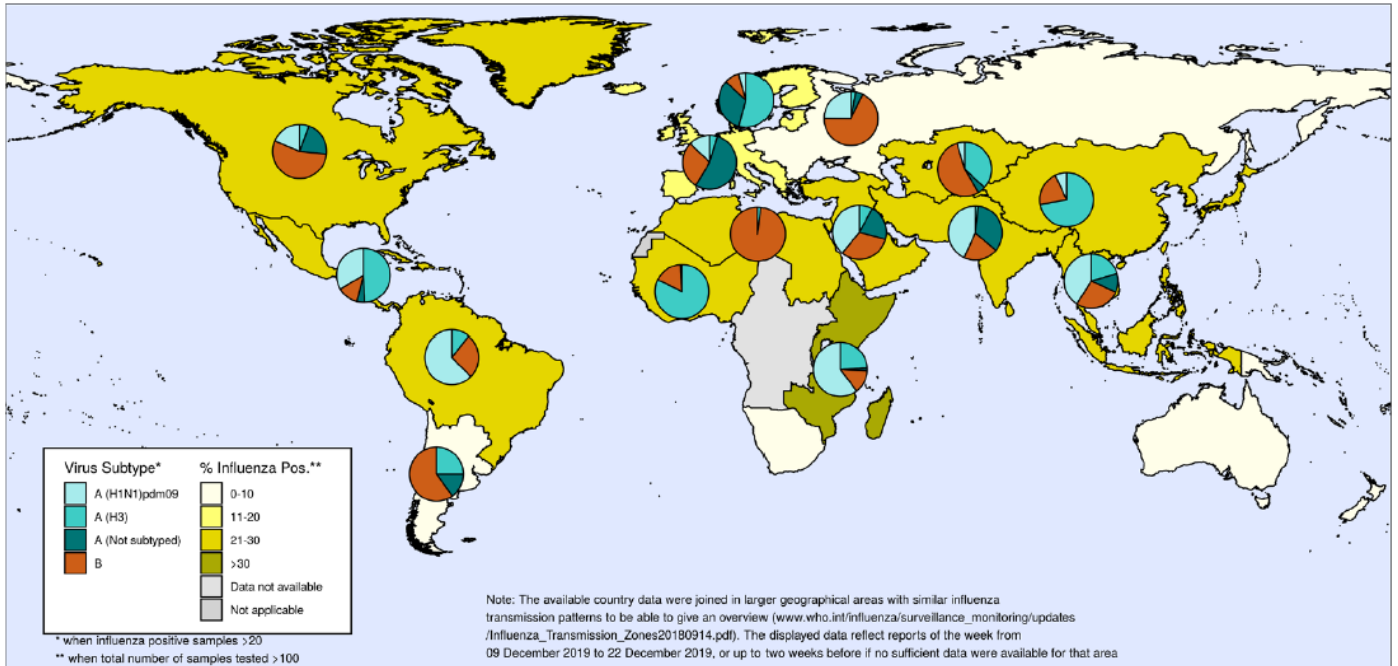 Virus Subtype*
A (H1N1)pdm09
A (H3)
A (Not subtyped)
B
% Influenza Pos.**
0-10
11-20
21-30
>30
Data not available
Not applicable
* when influenza positive samples >20
** when total number of samples tested >100
Note: The available country data were joined in larger geographical areas with similar influenza
transmission patterns to be able to give an overview (www.who.int/influenza/surveillance_monitoring/updates
/Influenza_Transmission_Zones20180914.pdf). The displayed data reflect reports of the week from
09 December 2019 to 22 December 2019, or up to two weeks before if no sufficient data were available for that area